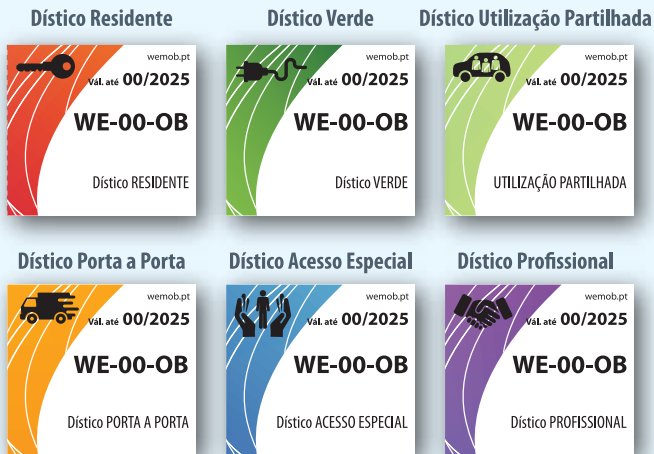 Dístico Residente
wemob.pt
Vál. até 00/2025
WE-00-OB
Dístico RESIDENTE
Dístico Verde
wemob.pt
Vál. até 00/2025
WE-00-OB
Dístico VERDE
Dístico Utilização Partilhada
wemob.pt
Vál. até 00/2025
WE-00-OB
UTILIZAÇÃO PARTILHADA
Dístico Porta a Porta
wemob.pt
Vál. até 00/2025
WE-00-OB
Dístico PORTA A PORTA
Dístico Acesso Especial
wemob.pt
Vál. até 00/2025
WE-00-OB
Dístico ACESSO ESPECIAL
Dístico Profissional
wemob.pt
Vál. até 00/2025
WE-00-OB
Dístico PROFISSIONAL